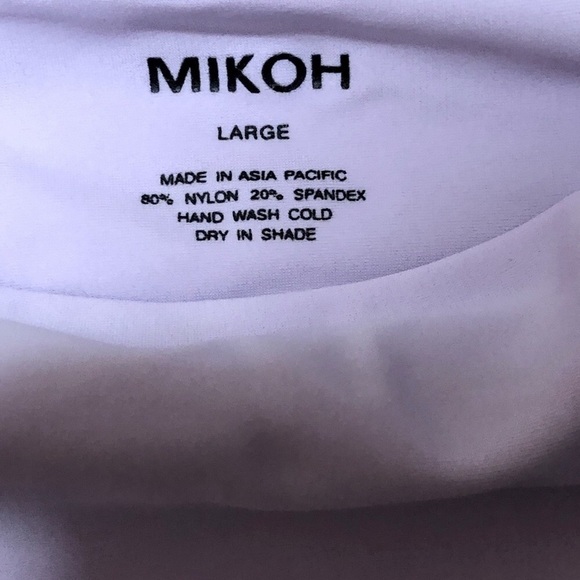 MIKOH
LARGE
MADE IN ASIA PACIFIC
80% NYLON 20% SPANDEX
HAND WASH COLD
DRY IN SHADE